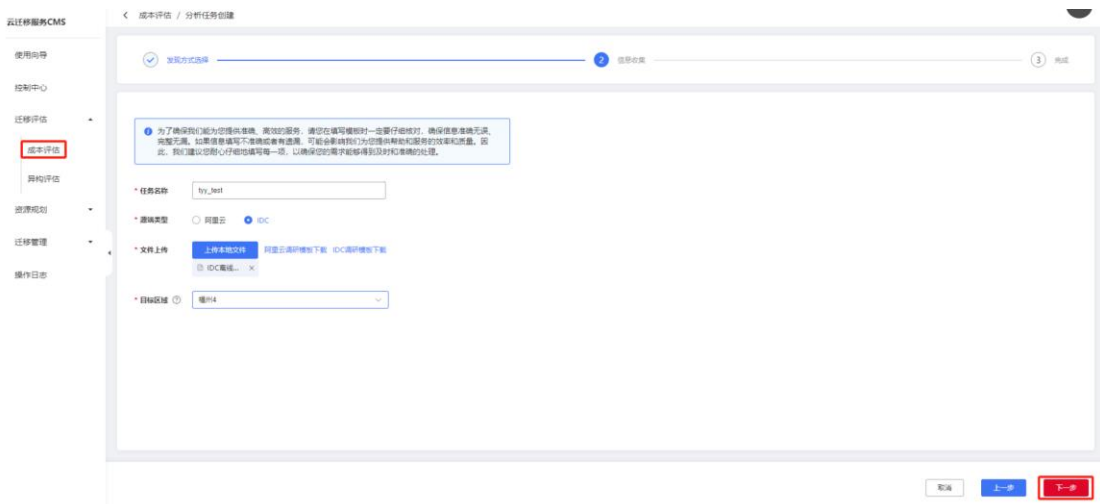 云迁移服务CMS
成本评估 / 分析任务创建
使用向导
控制中心
迁移评估
成本评估
异构评估
资源规划
迁移管理
操作日志
发现方式选择
2
信息收集
3
完成
为了确保我们能为您提供准确、高效的服务，请您在填写模板时一定要仔细核对，确保信息准确无误、
完整无漏。如果信息填写不准确或者有遗漏，可能会影响我们为您提供帮助和服务的效率和质量。因
此，我们建议您耐心仔细地填写每一项，以确保您的需求能够得到及时和准确的处理。
* 任务名称
tyy_test
* 源端类型
阿里云
IDC
* 文件上传
上传本地文件
阿里云调研模板下载
IDC调研模板下载
IDC离线...
×
* 目标区域
福州4
取消
上一步
下一步